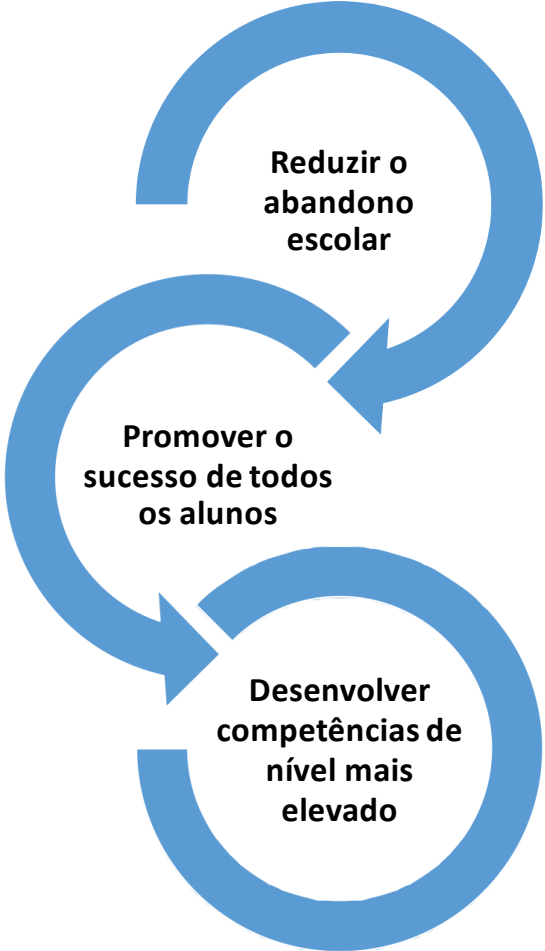 Reduzir o
abandono
escolar
Promover o
sucesso de todos
os alunos
Desenvolver
competências de
nível mais
elevado